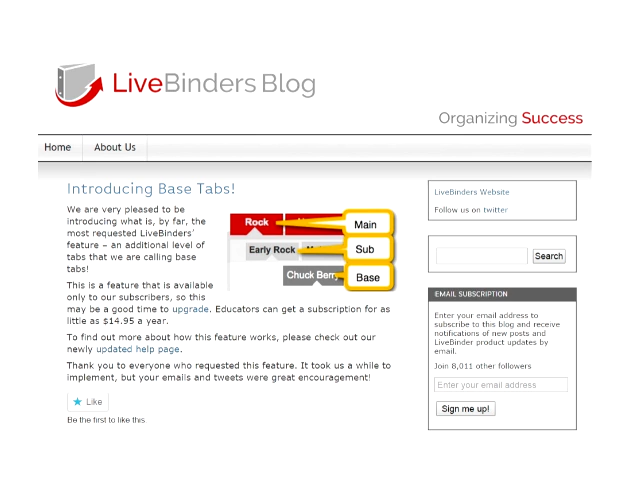 LiveBinders Blog
Organizing Success
Home
About Us
Introducing Base Tabs!
We are very pleased to be
introducing what is, by far, the
most requested LiveBinders'
feature – an additional level of
tabs that we are calling base
tabs!
Rock
Main
Early Rock
Sub
Chuck Berry
Base
This is a feature that is available
only to our subscribers, so this
may be a good time to upgrade. Educators can get a subscription for as
little as $14.95 a year.
To find out more about how this feature works, please check out our
newly updated help page.
Thank you to everyone who requested this feature. It took us a while to
implement, but your emails and tweets were great encouragement!
Like
Be the first to like this
LiveBinders Website
Follow us on twitter
Search
EMAIL SUBSCRIPTION
Enter your email address to
subscribe to this blog and receive
notifications of new posts and
LiveBinder product updates by
email.
Join 8,011 other followers
Enter your email address
Sign me up!